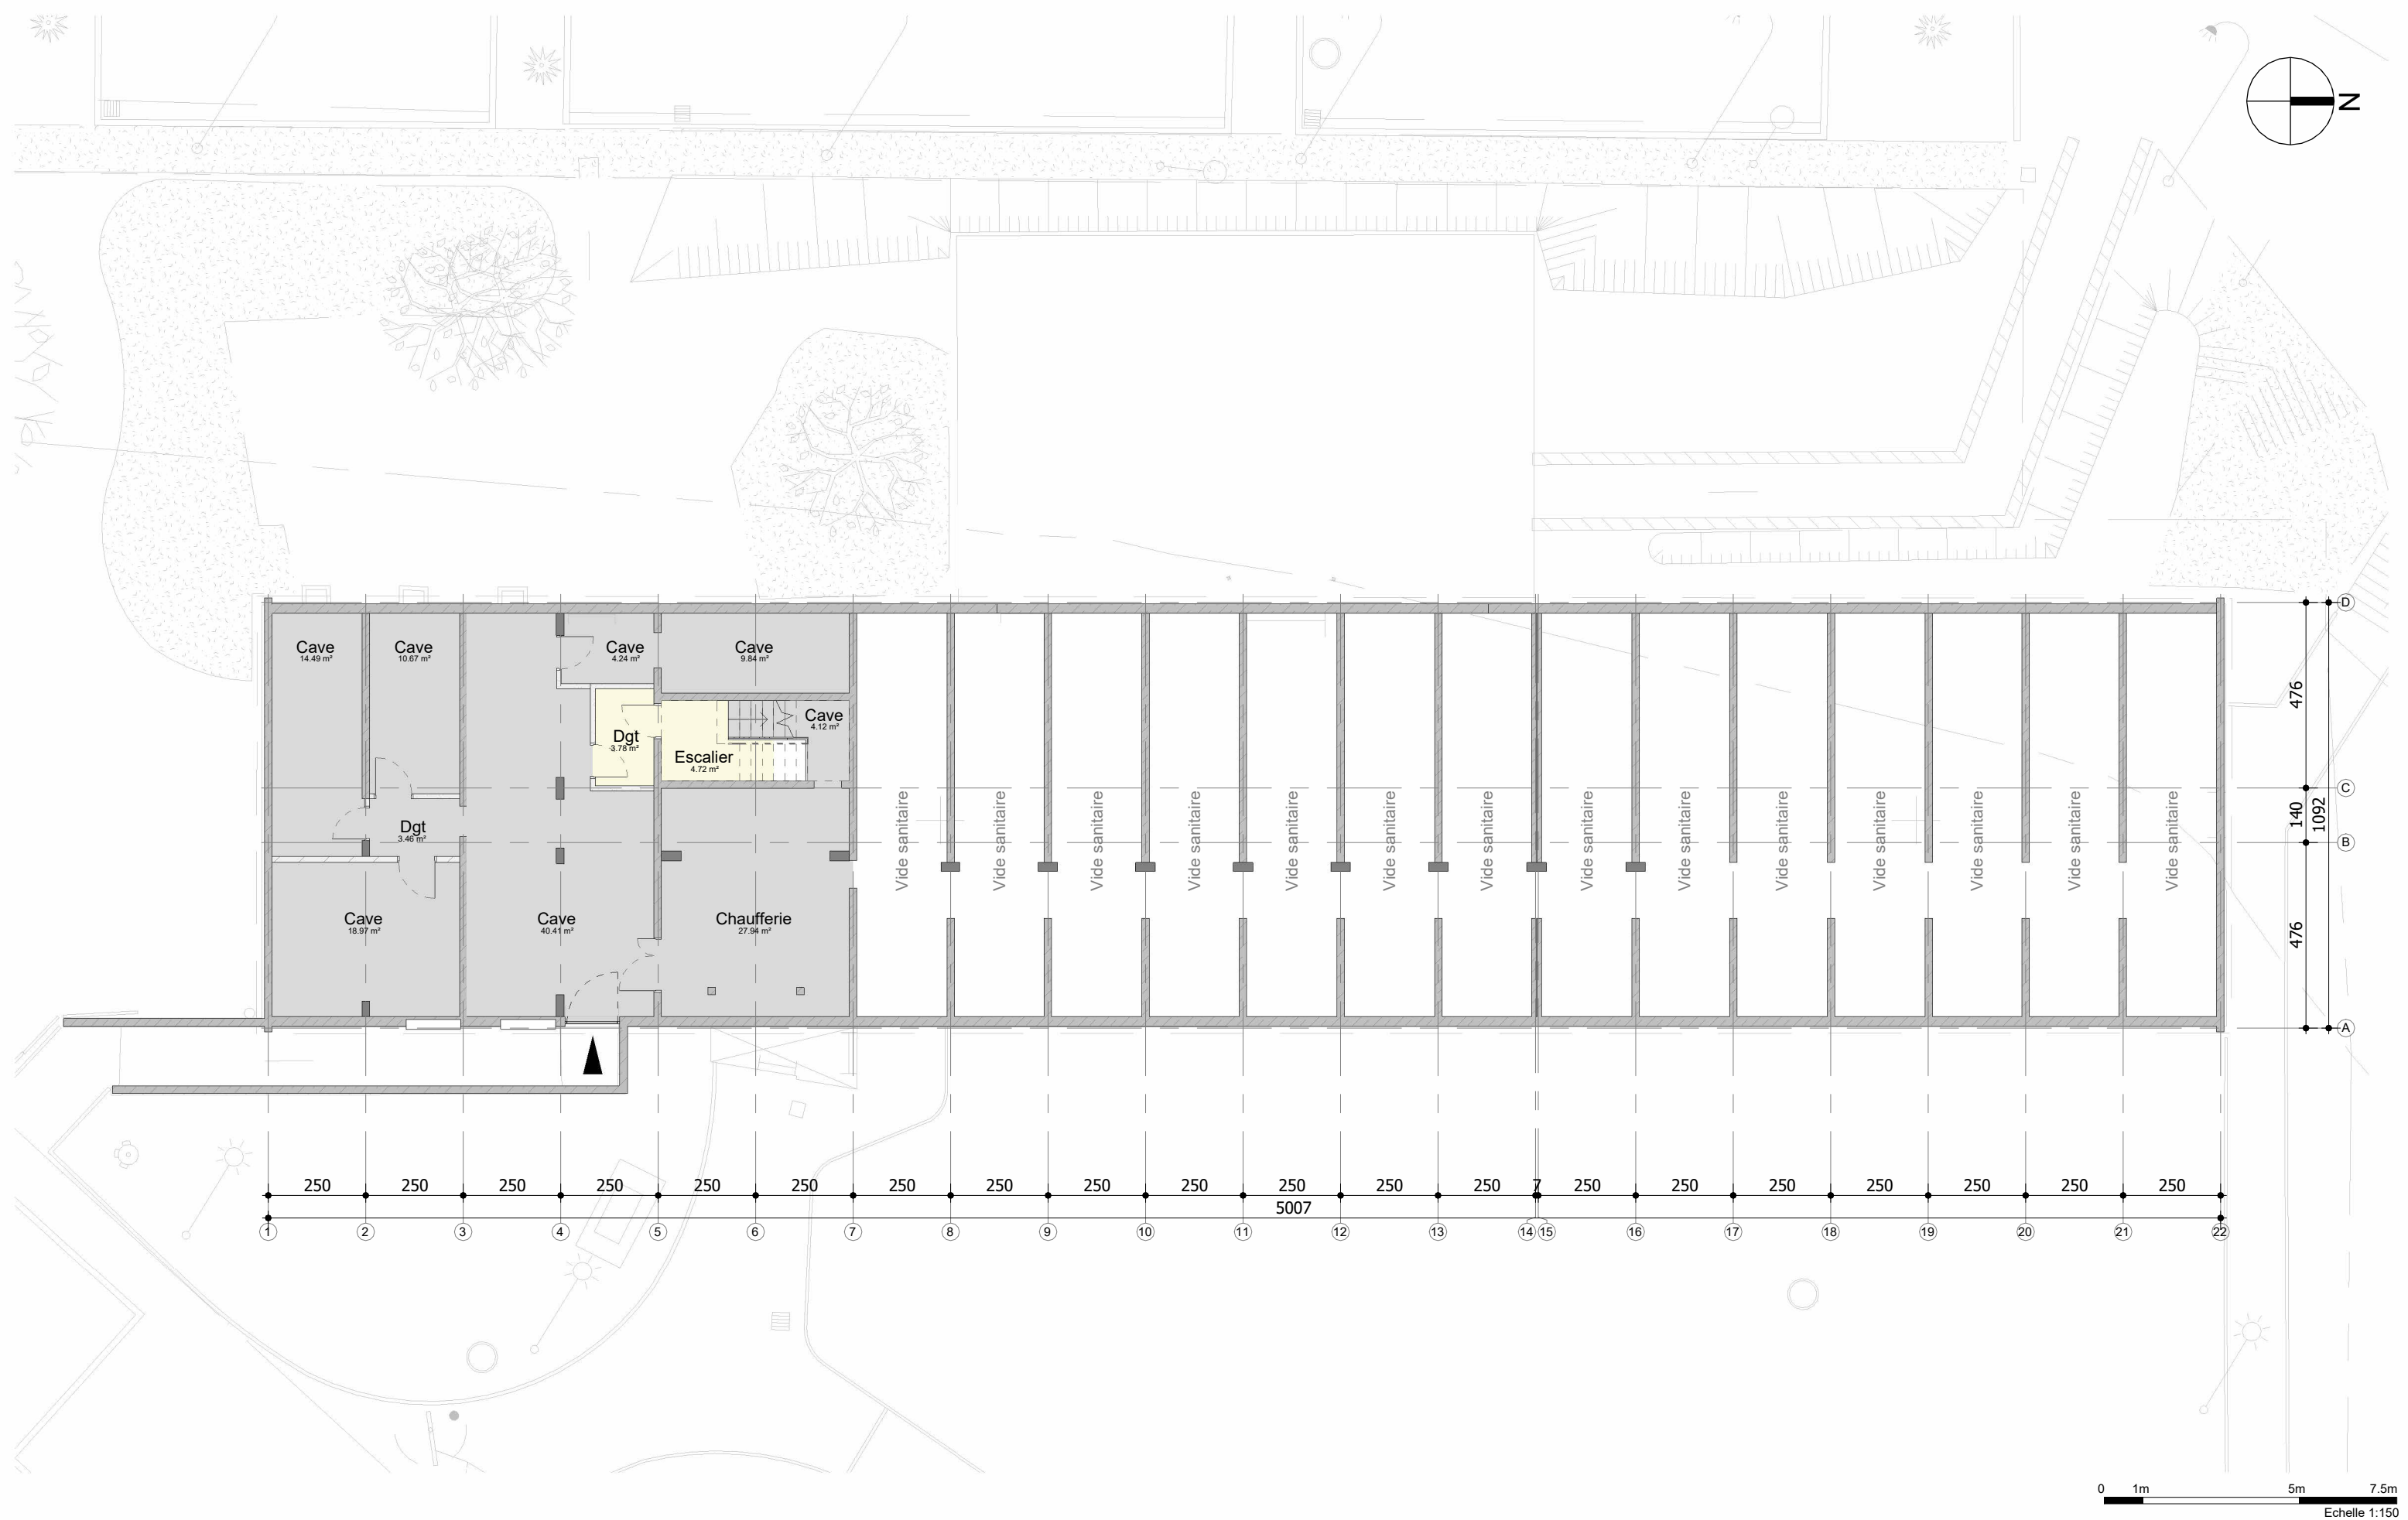 N
D
Cave
14.49 m²
Cave
10.67 m²
Cave
4.24 m²
Cave
9.84 m²
476
Cave
4.12 m²
Dgt
3.78 m²
Escalier
4.72 m²
C
140
1092
Dgt
3.46 m²
Vide sanitaire
Vide sanitaire
Vide sanitaire
Vide sanitaire
Vide sanitaire
Vide sanitaire
Vide sanitaire
Vide sanitaire
Vide sanitaire
Vide sanitaire
Vide sanitaire
Vide sanitaire
Vide sanitaire
Vide sanitaire
B
Cave
18.97 m²
Cave
40.41 m²
Chaufferie
27.94 m²
476
A
250 250 250 250 250 250 250 250 250 250 250 250 250 7 250 250 250 250 250 250 250
5007
1 2 3 4 5 6 7 8 9 10 11 12 13 14 15 16 17 18 19 20 21 22
0 1m 5m 7.5m
Echelle 1:150